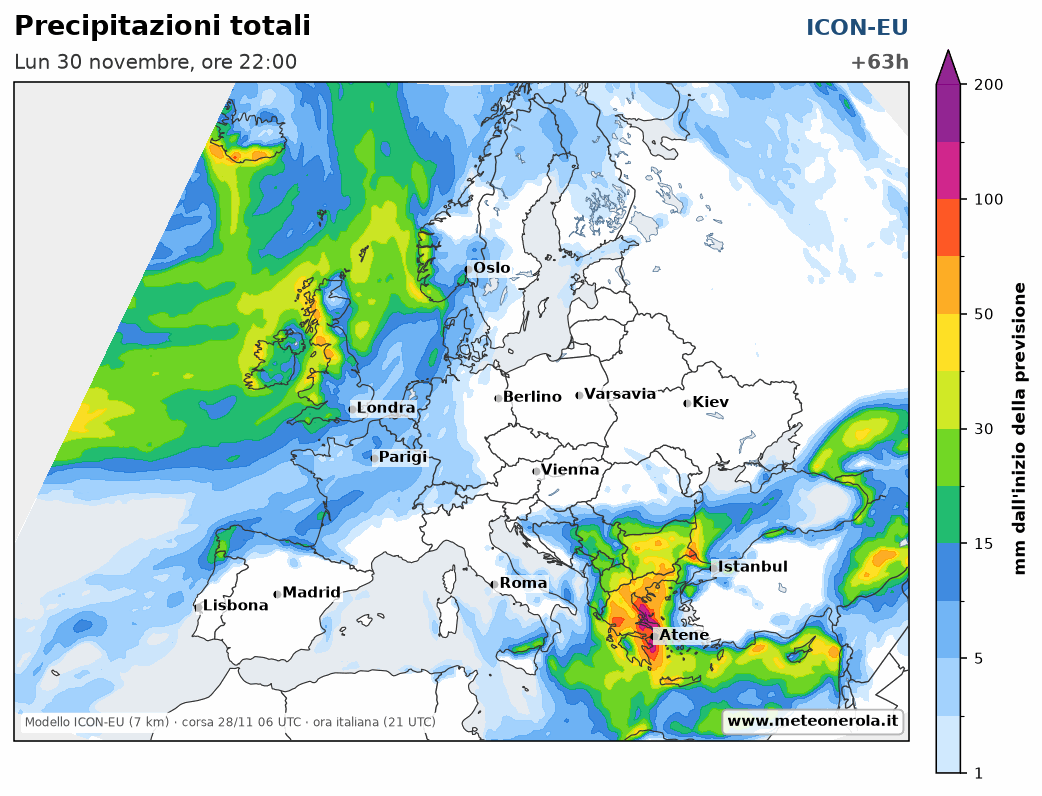 Precipitazioni totali
ICON-EU
Lun 30 novembre, ore 22:00
+63h
200
100
50
30
15
5
1
mm dall'inizio della previsione
Oslo
Londra
Berlino
Varsavia
Kiev
Parigi
Vienna
Istanbul
Roma
Madrid
Lisbona
Atene
Modello ICON-EU (7 km) · corsa 28/11 06 UTC · ora italiana (21 UTC)
www.meteonerola.it